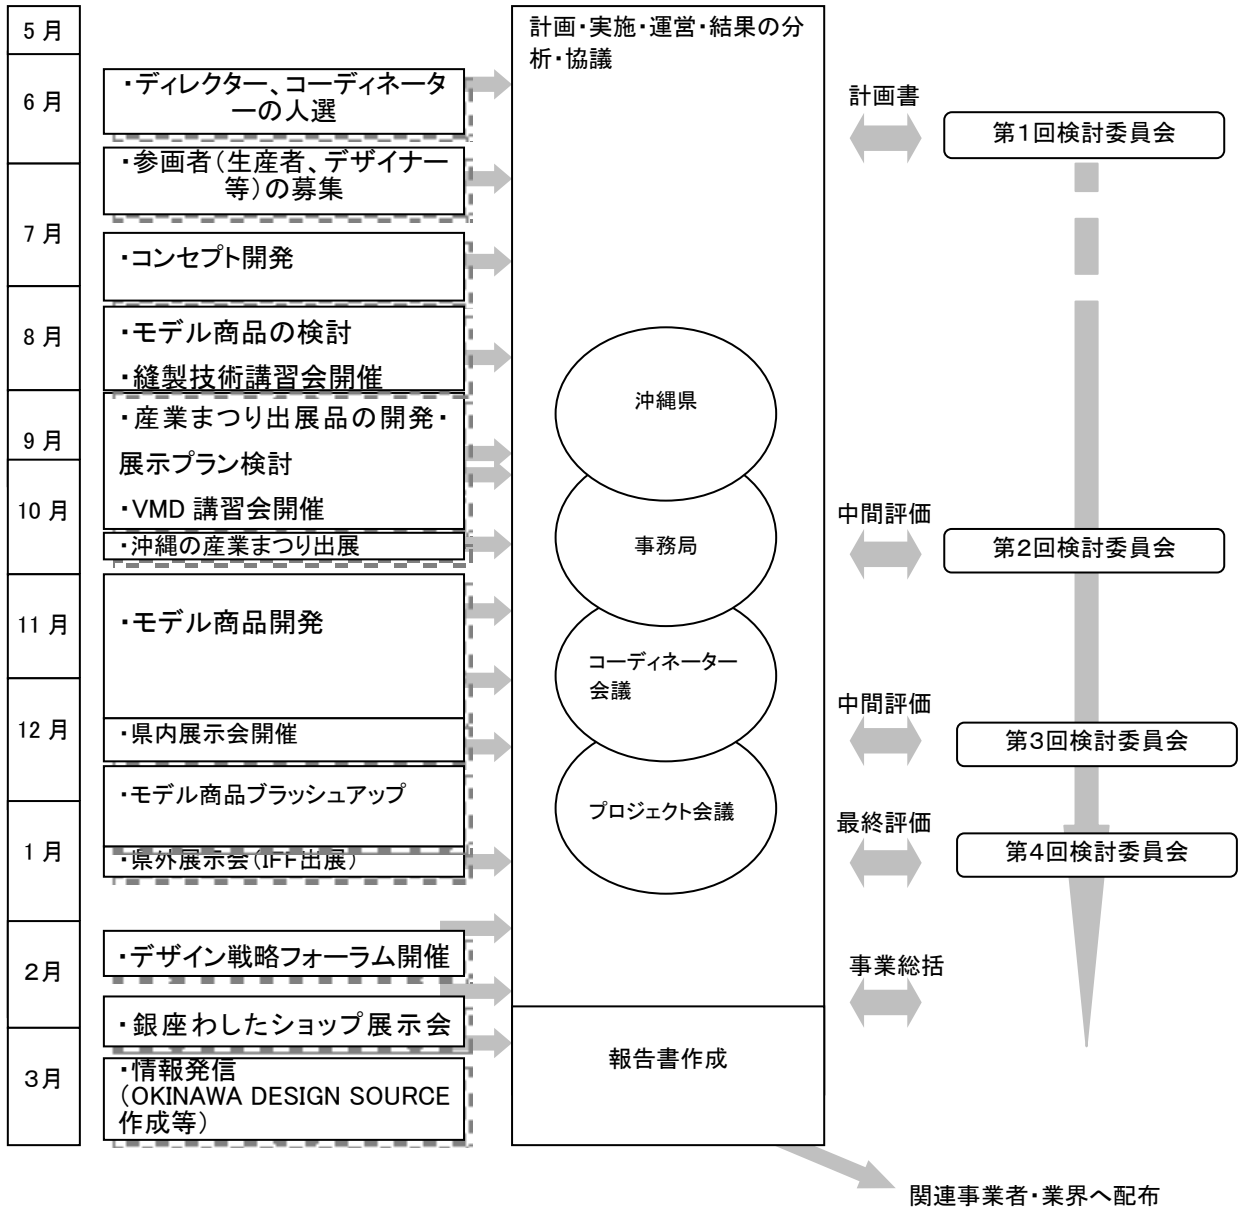 5月
6月
7月
8月
9月
10月
11月
12月
1月
2月
3月
・ディレクター、コーディネータ
ーの人選
・参画者(生産者、デザイナー
等)の募集
・コンセプト開発
・モデル商品の検討
・縫製技術講習会開催
・産業まつり出展品の開発・
展示プラン検討
・VMD 講習会開催
・沖縄の産業まつり出展
・モデル商品開発
・県内展示会開催
・モデル商品ブラッシュアップ
・県外展示会(IFF出展)
・デザイン戦略フォーラム開催
・銀座わしたショップ展示会
・情報発信
(OKINAWA DESIGN SOURCE
作成等)
計画・実施・運営・結果の分
析・協議
沖縄県
事務局
コーディネーター
会議
プロジェクト会議
報告書作成
計画書
第1回検討委員会
中間評価
第2回検討委員会
中間評価
第3回検討委員会
最終評価
第4回検討委員会
事業総括
関連事業者・業界へ配布